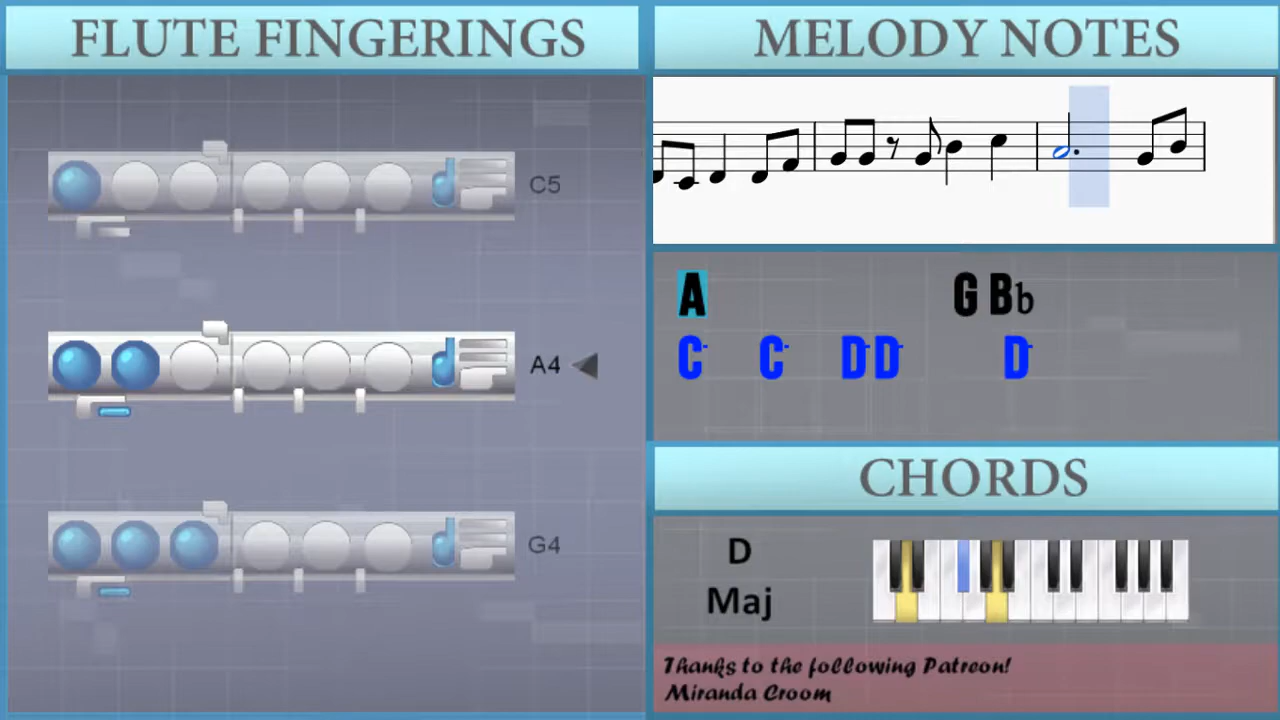 FLUTE FINGERINGS
C5
A4
G4
MELODY NOTES
A G Bb
C- C- D- D- D-
CHORDS
D
Maj
Thanks to the following Patreon!
Miranda Croom